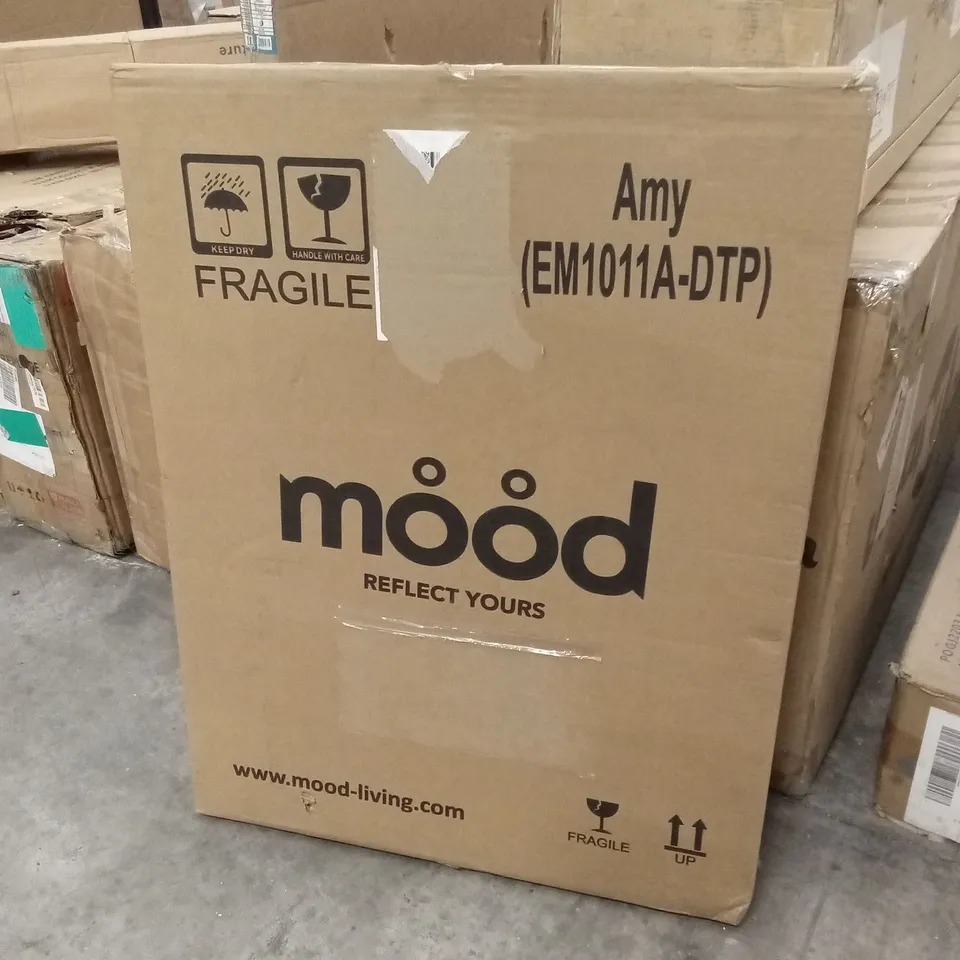 KEEP DRY
HANDLE WITH CARE
FRAGILE
Amy
(EM1011A-DTP)
mood
REFLECT YOURS
www.mood-living.com
FRAGILE
UP